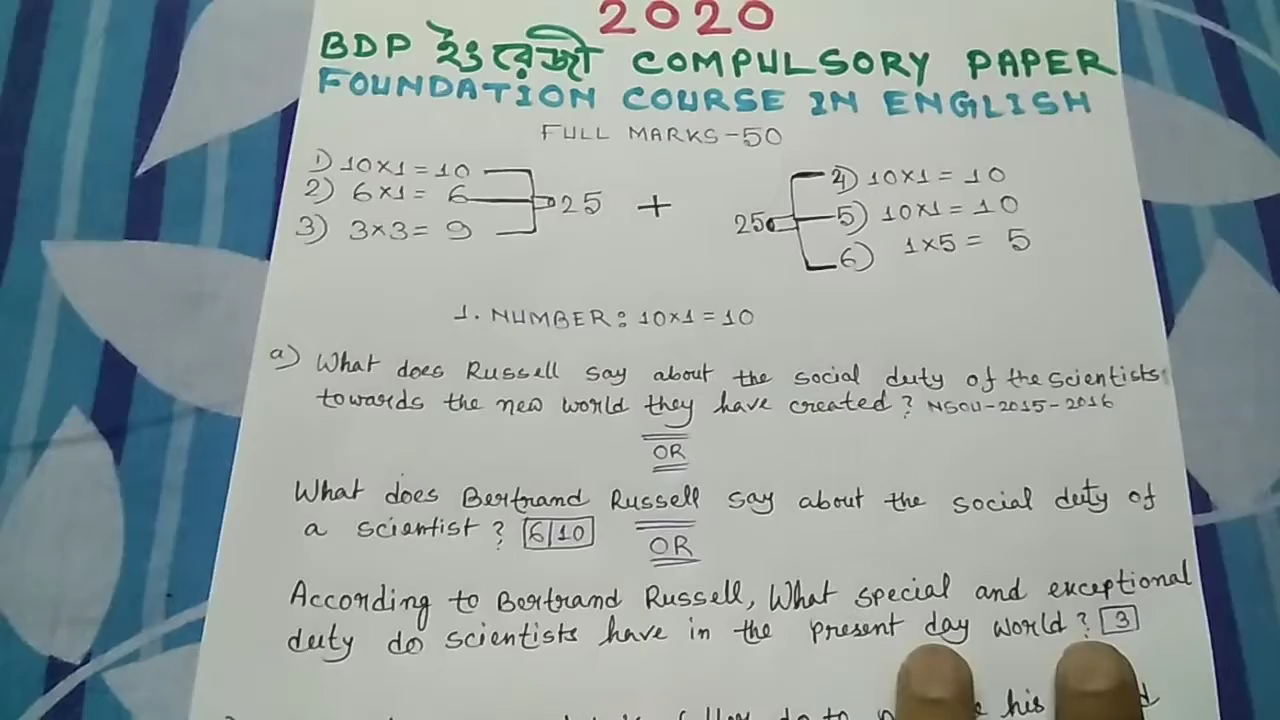 2020
BDP ইংরেজী COMPULSORY PAPER
FOUNDATION COURSE IN ENGLISH
FULL MARKS-50
1) 10×1=10
2) 6×1= 6
3) 3×3= 9
25 + 25
4) 10×1=10
5) 10×1=10
6) 1×5= 5
1. NUMBER: 10×1=10
a) What does Russell say about the social duty of the scientists
towards the new world they have created? NSOU-2015-2016
OR
What does Bertrand Russell say about the social duty of
a scientist? 6/10
OR
According to Bertrand Russell, What special and exceptional
duty do scientists have in the present day world? 3
his